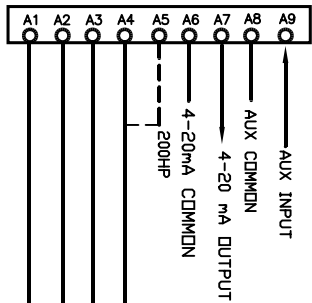 A1 A2 A3 A4 A5 A6 A7 A8 A9
200HP
4-20mA COMMON
4-20 mA OUTPUT
AUX COMMON
AUX INPUT